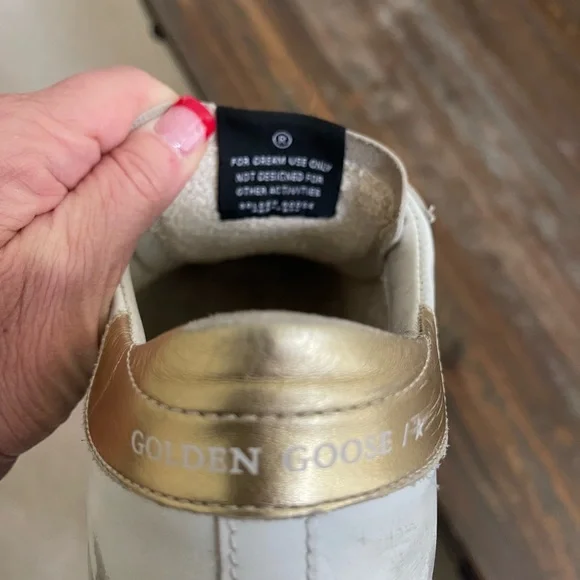 ®
FOR DREAM USE ONLY
NOT DESIGNED FOR
OTHER ACTIVITIES
GOLDEN GOOSE /